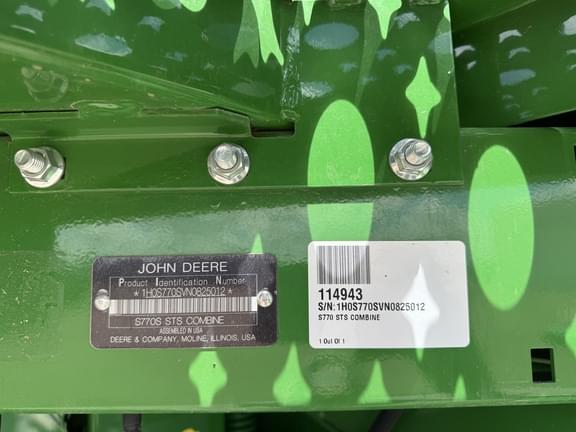 JOHN DEERE
Product Identification Number
*1H0S770SVN0825012*
S770S STS COMBINE
ASSEMBLED IN USA
DEERE & COMPANY, MOLINE, ILLINOIS, USA
114943
S/N:1H0S770SVN0825012
S770 STS COMBINE
1 Out Of 1